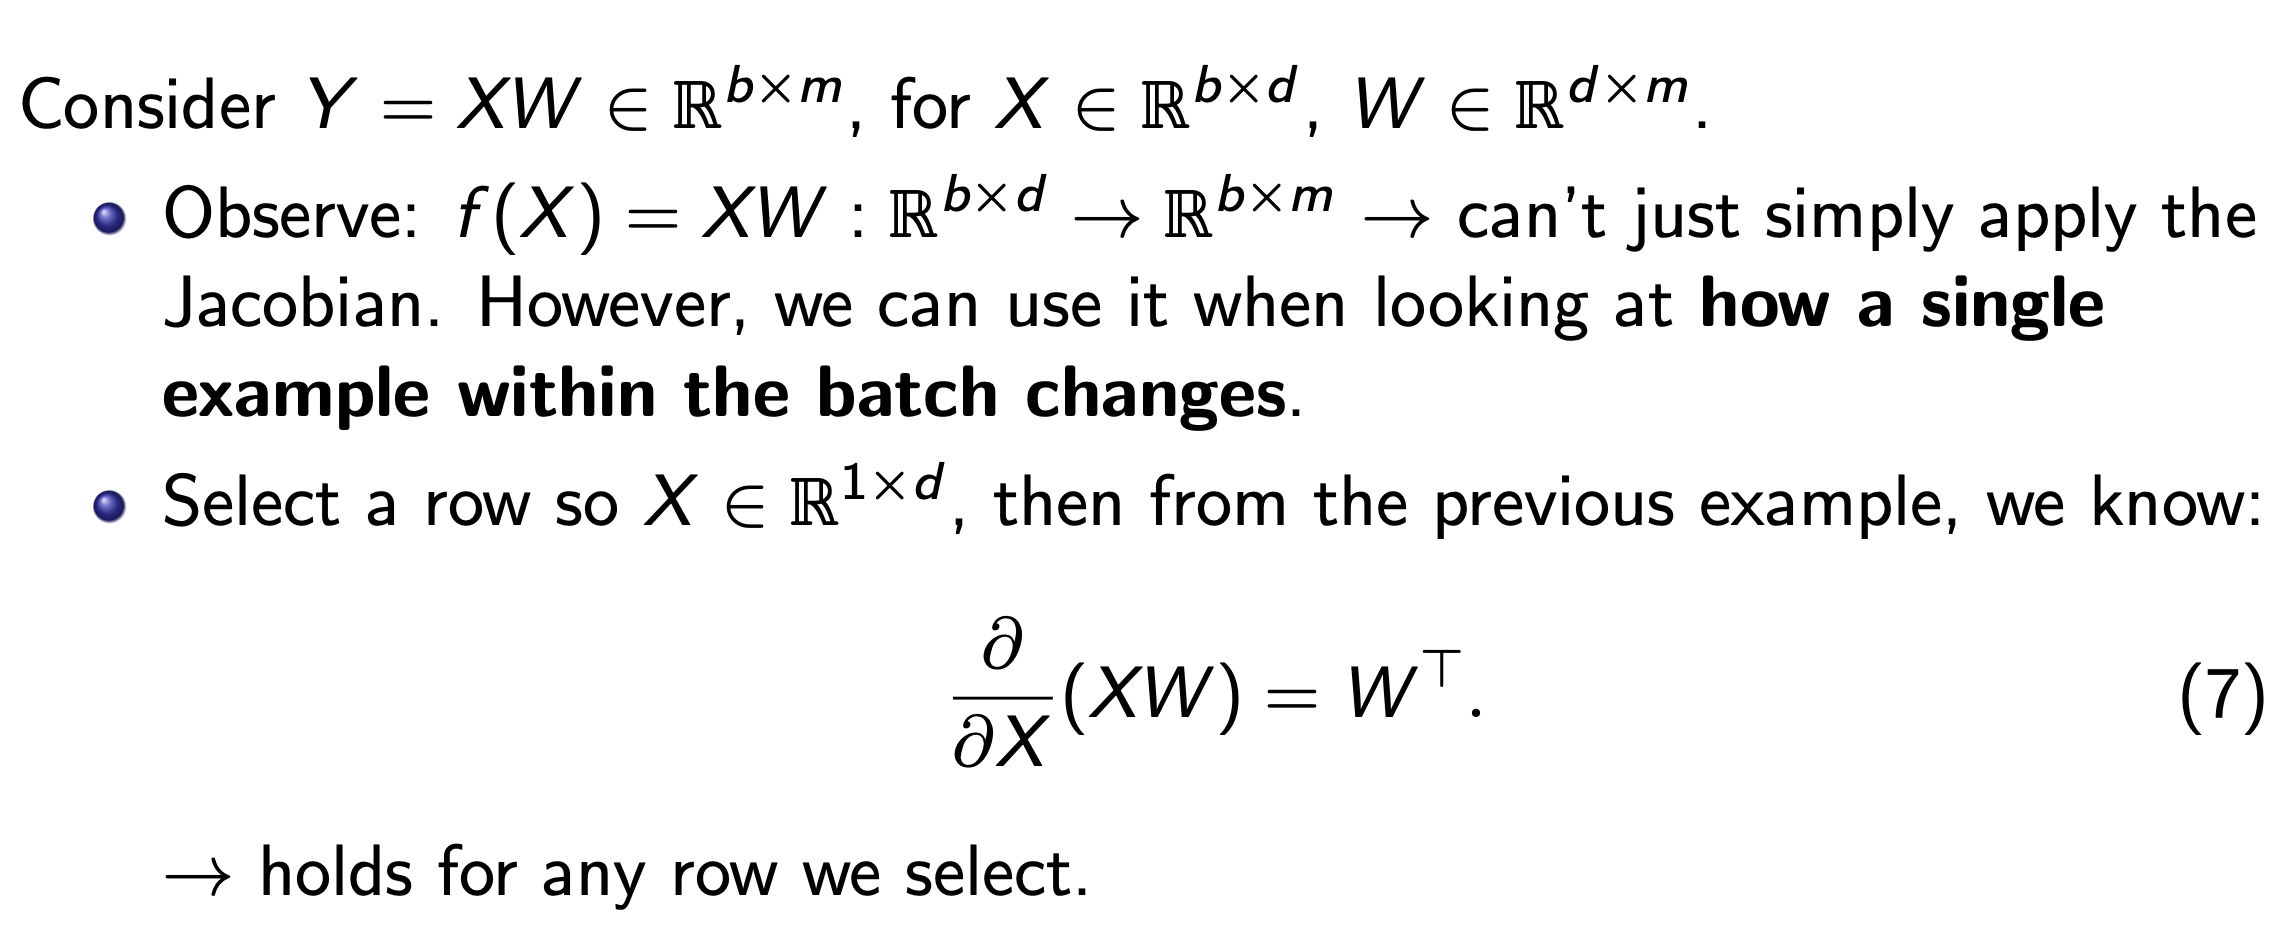 Consider Y = XW ∈ ℝ^{b×m}, for X ∈ ℝ^{b×d}, W ∈ ℝ^{d×m}.
• Observe: f(X) = XW : ℝ^{b×d} → ℝ^{b×m} → can't just simply apply the
Jacobian. However, we can use it when looking at how a single
example within the batch changes.
• Select a row so X ∈ ℝ^{1×d}, then from the previous example, we know:
\frac{∂}{∂X}(XW) = W^⊤. (7)
→ holds for any row we select.